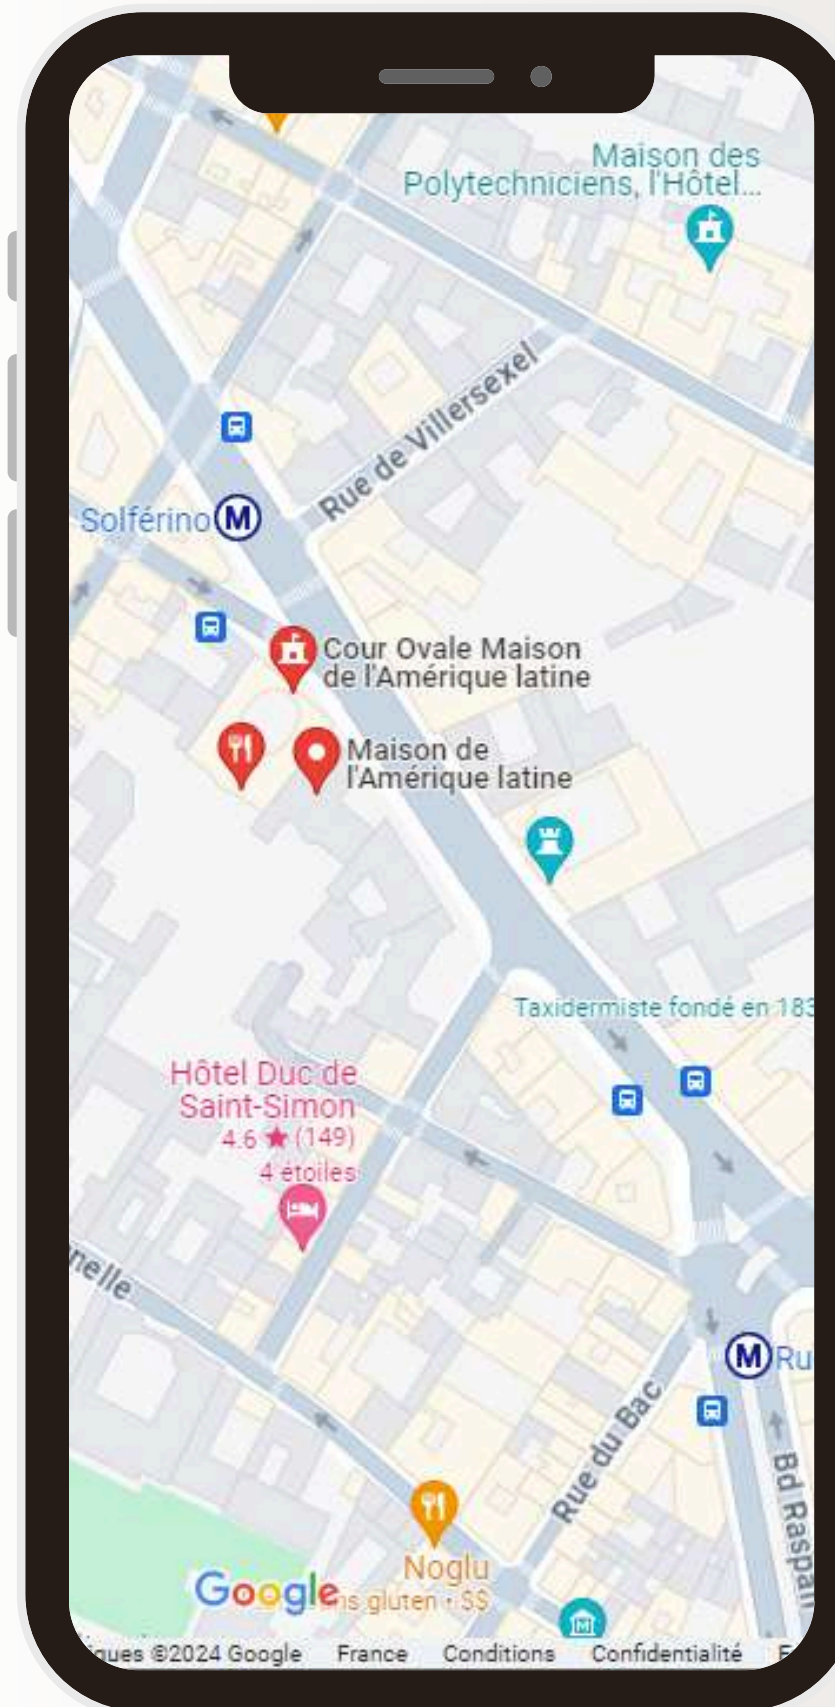 Maison des
Polytechniciens, l'Hôtel...
Rue de Villersexel
Solférino
M
Cour Ovale Maison
de l'Amérique latine
Maison de
l'Amérique latine
Taxidermiste fondé en 183
Hôtel Duc de
Saint-Simon
4.6 ★ (149)
4 étoiles
nelle
M Ru
Rue du Bac
Bd Raspail
Noglu
Google
ns gluten · $$
iques ©2024 Google France Conditions Confidentialité